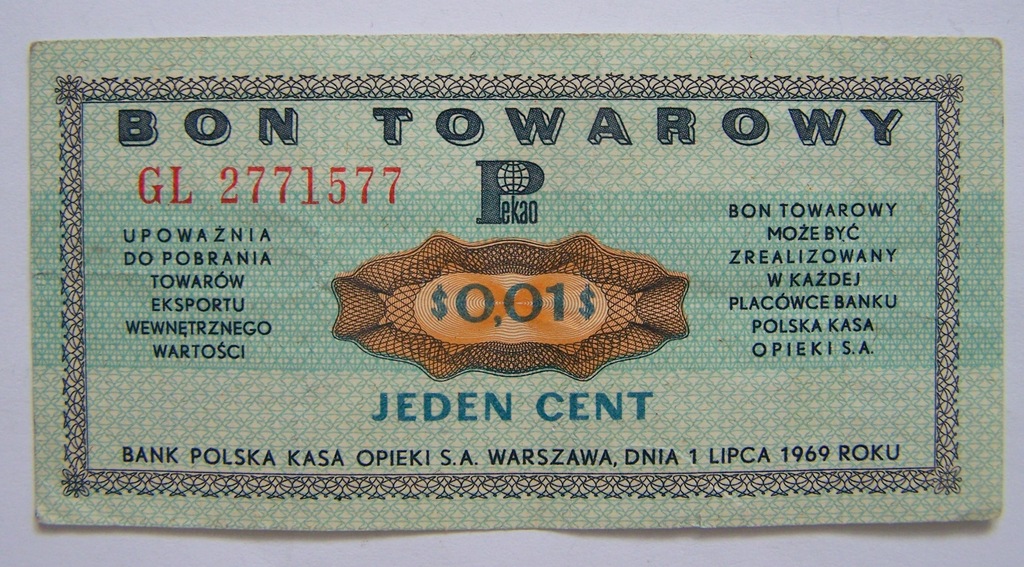 BON TOWAROWY
GL 2771577
Pekao
UPOWAŻNIA
DO POBRANIA
TOWARÓW
EKSPORTU
WEWNĘTRZNEGO
WARTOŚCI
$0,01$
BON TOWAROWY
MOŻE BYĆ
ZREALIZOWANY
W KAŻDEJ
PLACÓWCE BANKU
POLSKA KASA
OPIEKI S.A.
JEDEN CENT
BANK POLSKA KASA OPIEKI S.A. WARSZAWA, DNIA 1 LIPCA 1969 ROKU